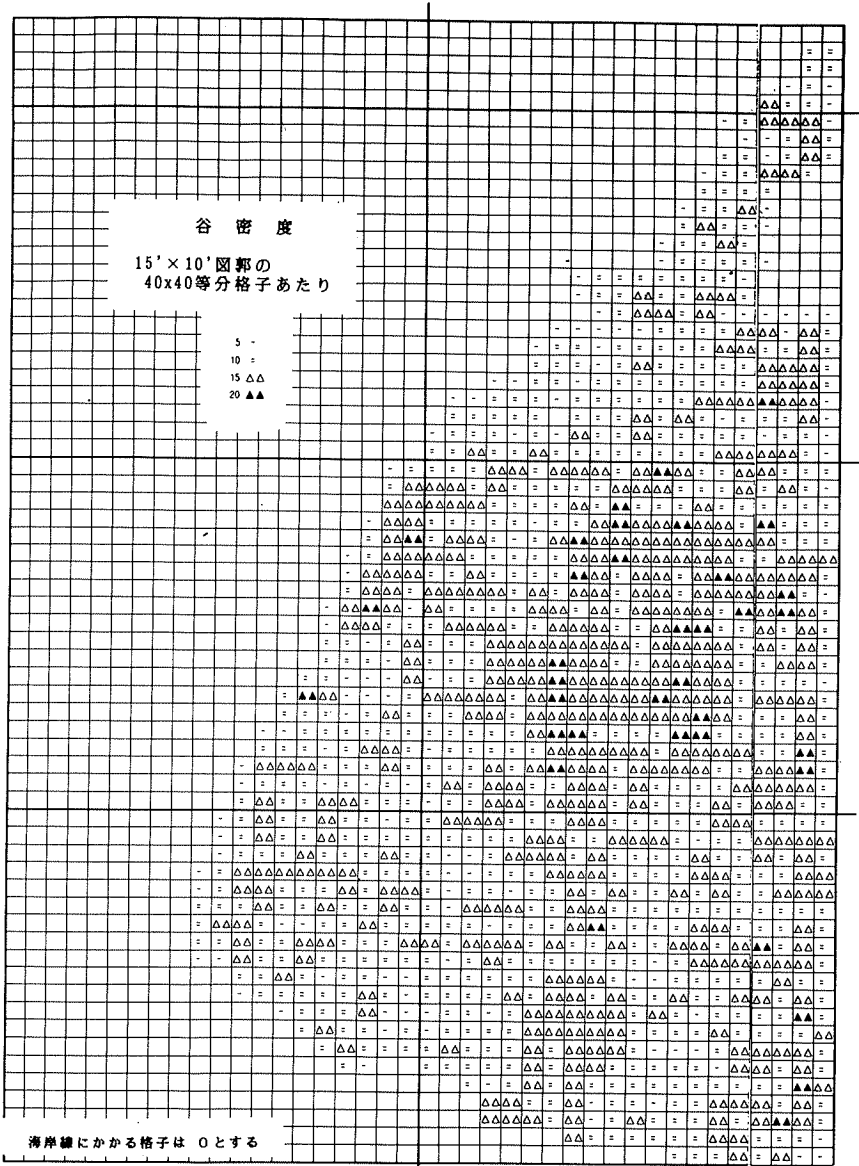 谷密度
15'×10'図郭の
40x40等分格子あたり
5 -
10 =
15 △△
20 ▲▲
海岸線にかかる格子は 0とする